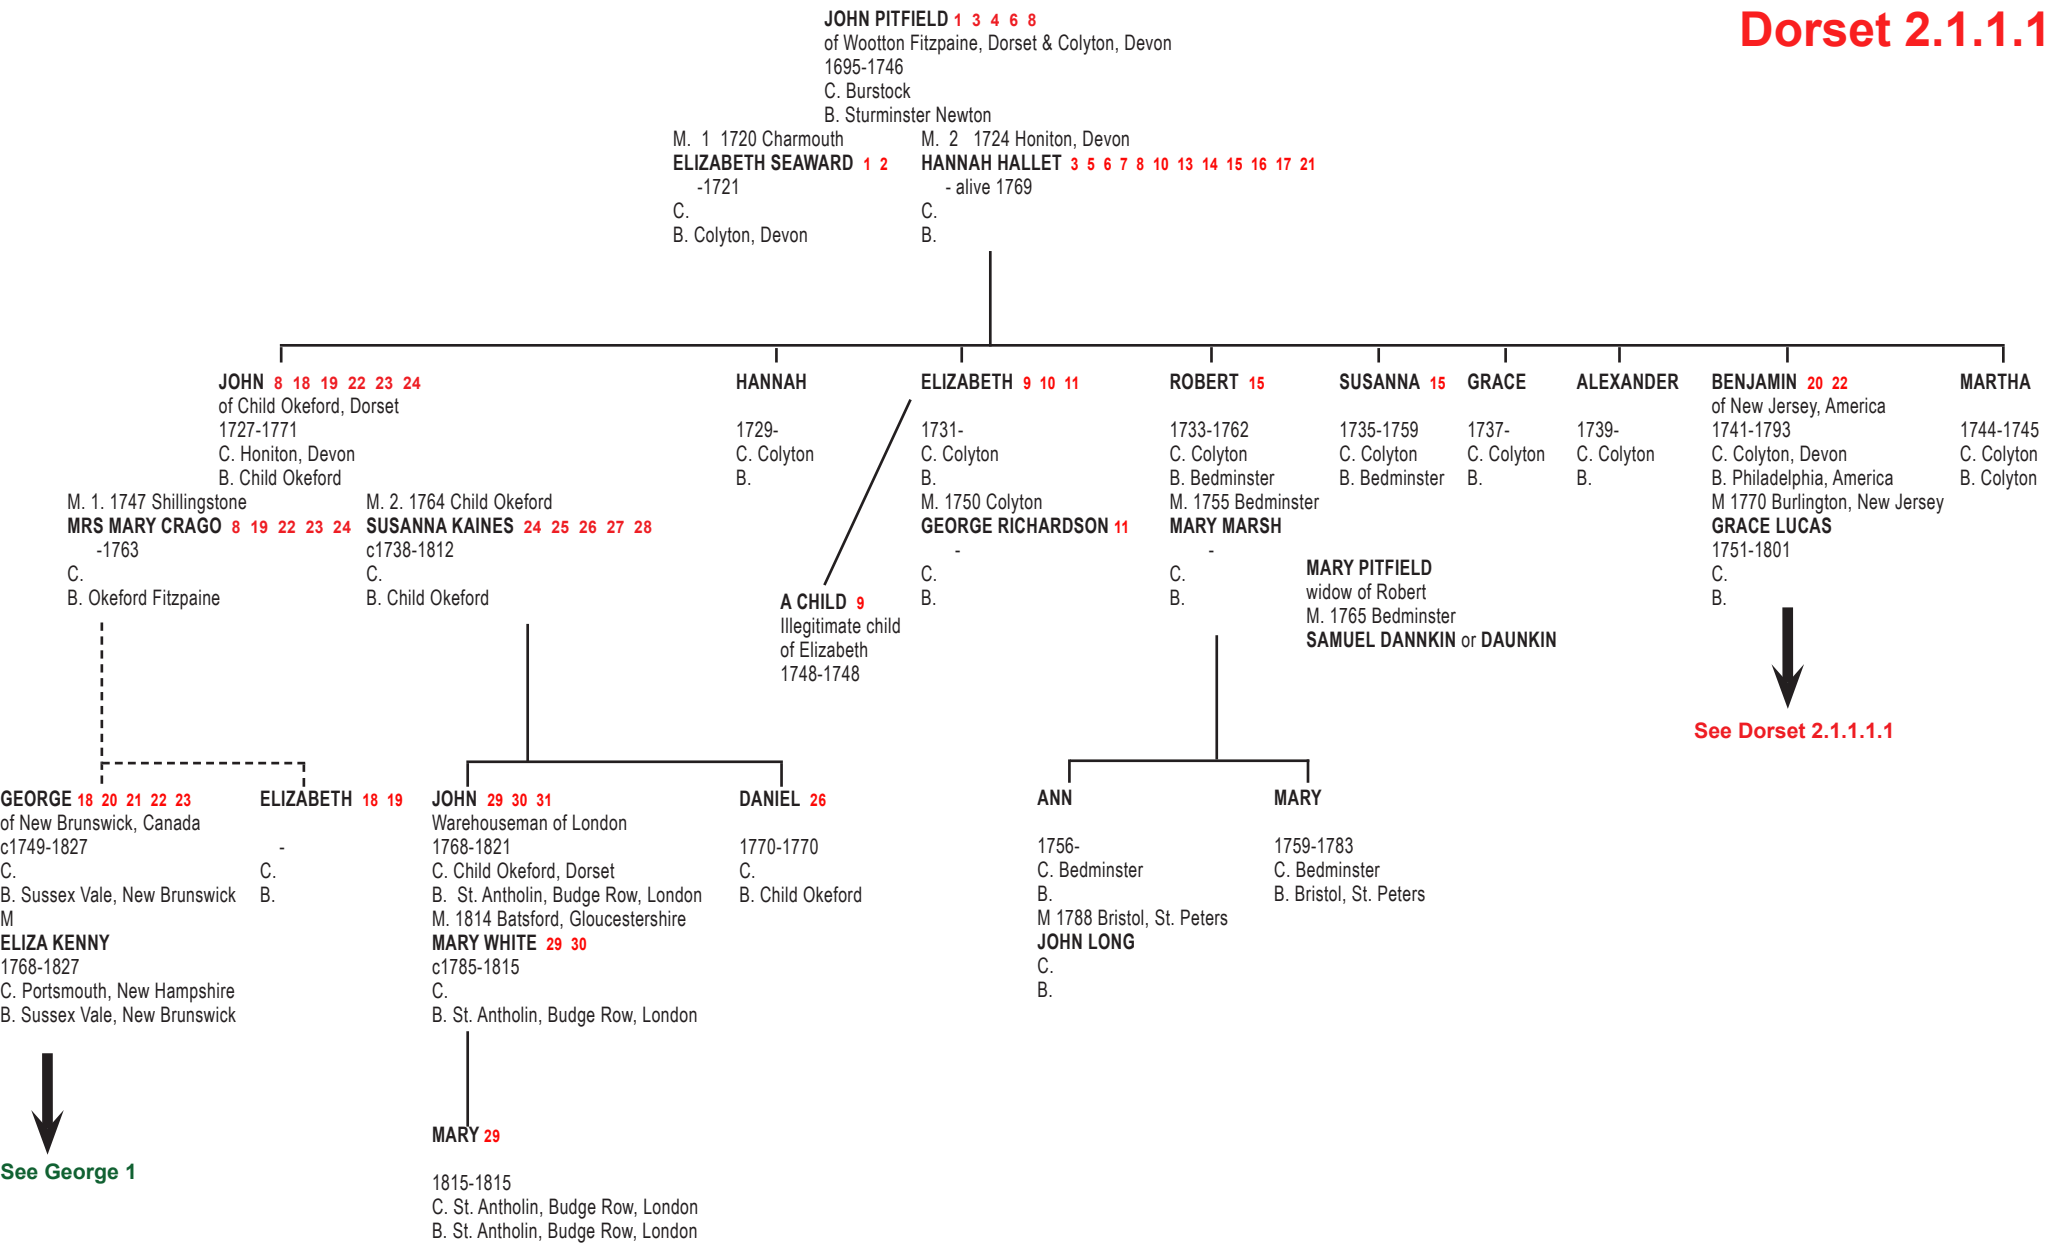 Dorset 2.1.1.1
JOHN PITFIELD 1 3 4 6 8
of Wootton Fitzpaine, Dorset & Colyton, Devon
1695-1746
C. Burstock
B. Sturminster Newton
M. 1 1720 Charmouth
ELIZABETH SEAWARD 1 2
-1721
C.
B. Colyton, Devon
M. 2 1724 Honiton, Devon
HANNAH HALLET 3 5 6 7 8 10 13 14 15 16 17 21
- alive 1769
C.
B.
JOHN 8 18 19 22 23 24
of Child Okeford, Dorset
1727-1771
C. Honiton, Devon
B. Child Okeford
M. 1. 1747 Shillingstone
MRS MARY CRAGO 8 19 22 23 24
-1763
C.
B. Okeford Fitzpaine
M. 2. 1764 Child Okeford
SUSANNA KAINES 24 25 26 27 28
c1738-1812
C.
B. Child Okeford
HANNAH
1729-
C. Colyton
B.
ELIZABETH 9 10 11
1731-
C. Colyton
B.
M. 1750 Colyton
GEORGE RICHARDSON 11
-
C.
B.
A CHILD 9
Illegitimate child
of Elizabeth
1748-1748
ROBERT 15
1733-1762
C. Colyton
B. Bedminster
M. 1755 Bedminster
MARY MARSH
-
C.
B.
MARY PITFIELD
widow of Robert
M. 1765 Bedminster
SAMUEL DANNKIN or DAUNKIN
SUSANNA 15
1735-1759
C. Colyton
B. Bedminster
GRACE
1737-
C. Colyton
B.
ALEXANDER
1739-
C. Colyton
B.
BENJAMIN 20 22
of New Jersey, America
1741-1793
C. Colyton, Devon
B. Philadelphia, America
M 1770 Burlington, New Jersey
GRACE LUCAS
1751-1801
C.
B.
See Dorset 2.1.1.1.1
MARTHA
1744-1745
C. Colyton
B. Colyton
GEORGE 18 20 21 22 23
of New Brunswick, Canada
c1749-1827
C.
B. Sussex Vale, New Brunswick
M
ELIZA KENNY
1768-1827
C. Portsmouth, New Hampshire
B. Sussex Vale, New Brunswick
See George 1
ELIZABETH 18 19
-
C.
B.
JOHN 29 30 31
Warehouseman of London
1768-1821
C. Child Okeford, Dorset
B. St. Antholin, Budge Row, London
M. 1814 Batsford, Gloucestershire
MARY WHITE 29 30
c1785-1815
C.
B. St. Antholin, Budge Row, London
MARY 29
1815-1815
C. St. Antholin, Budge Row, London
B. St. Antholin, Budge Row, London
DANIEL 26
1770-1770
C.
B. Child Okeford
ANN
1756-
C. Bedminster
B.
M 1788 Bristol, St. Peters
JOHN LONG
C.
B.
MARY
1759-1783
C. Bedminster
B. Bristol, St. Peters